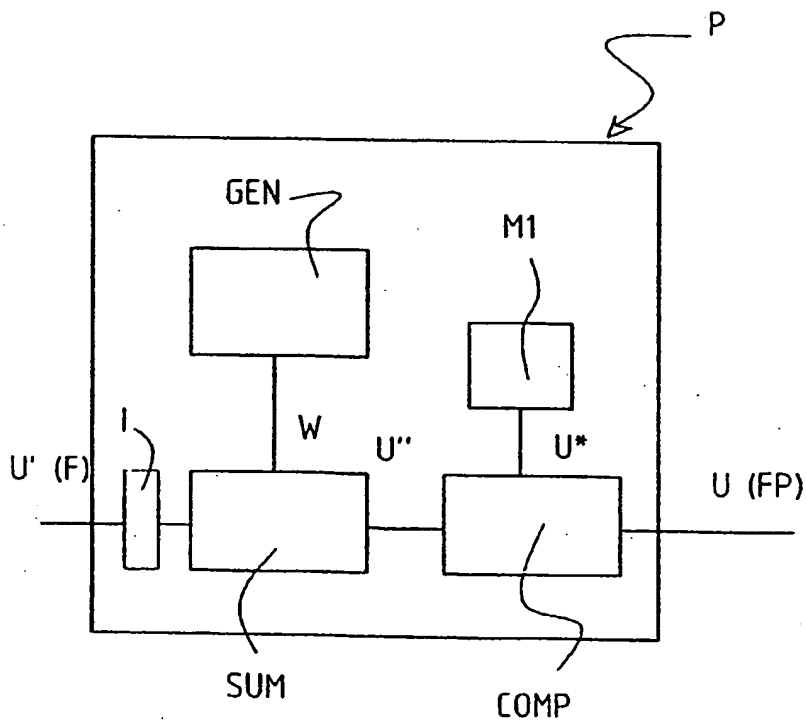 P
GEN
M1
I
W
U''
U*
U' (F)
U (FP)
SUM
COMP